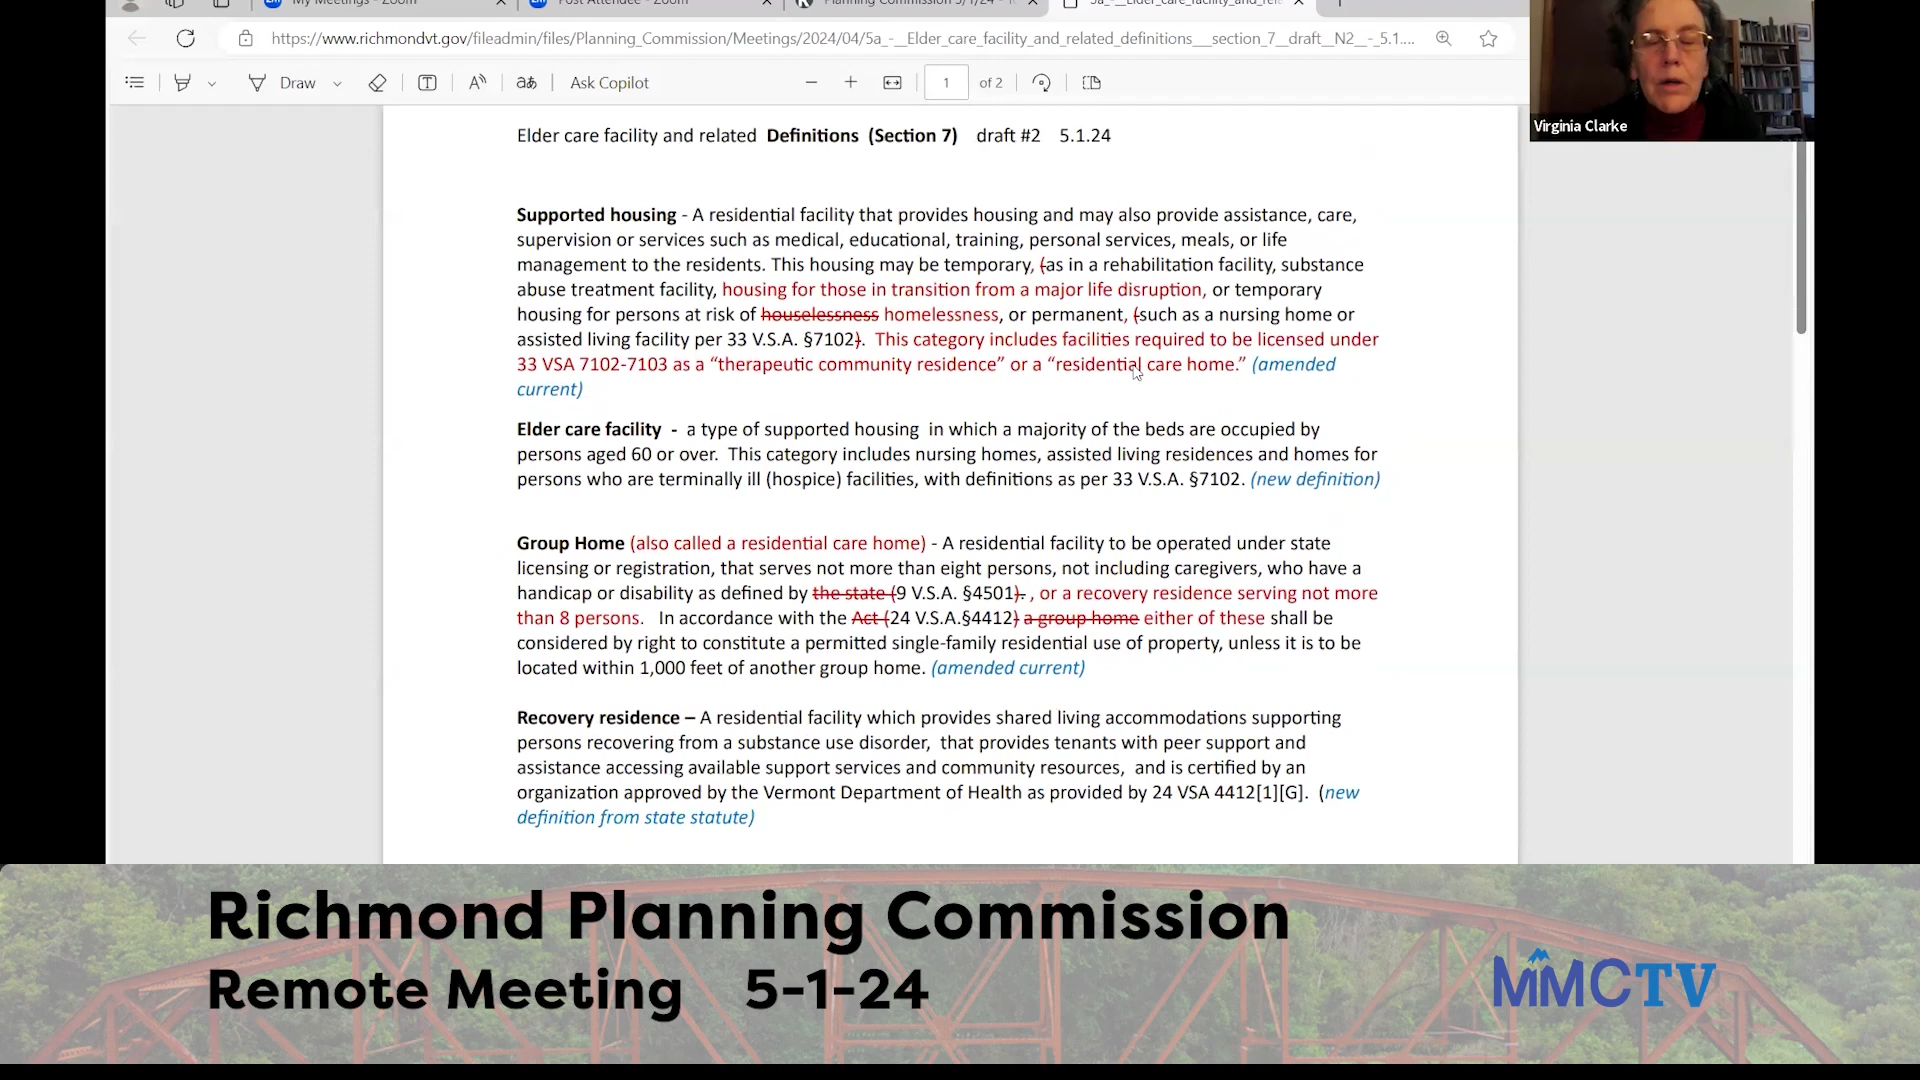 My Meetings - Zoom
Post Attendee - Zoom
Planning Commission 5/1/24 -
5a_-__Elder_care_facility_and_rela
https://www.richmondvt.gov/fileadmin/files/Planning_Commission/Meetings/2024/04/5a_-__Elder_care_facility_and_related_definitions___section_7__draft__N2__-_5.1....
Draw
Ask Copilot
1 of 2
Virginia Clarke
Elder care facility and related Definitions (Section 7) draft #2 5.1.24
Supported housing - A residential facility that provides housing and may also provide assistance, care,
supervision or services such as medical, educational, training, personal services, meals, or life
management to the residents. This housing may be temporary, (as in a rehabilitation facility, substance
abuse treatment facility, housing for those in transition from a major life disruption, or temporary
housing for persons at risk of houselessness homelessness, or permanent, (such as a nursing home or
assisted living facility per 33 V.S.A. §7102). This category includes facilities required to be licensed under
33 VSA 7102-7103 as a “therapeutic community residence” or a “residential care home.” (amended
current)
Elder care facility - a type of supported housing in which a majority of the beds are occupied by
persons aged 60 or over. This category includes nursing homes, assisted living residences and homes for
persons who are terminally ill (hospice) facilities, with definitions as per 33 V.S.A. §7102. (new definition)
Group Home (also called a residential care home) - A residential facility to be operated under state
licensing or registration, that serves not more than eight persons, not including caregivers, who have a
handicap or disability as defined by the state (9 V.S.A. §4501). , or a recovery residence serving not more
than 8 persons. In accordance with the Act (24 V.S.A.§4412) a group home either of these shall be
considered by right to constitute a permitted single-family residential use of property, unless it is to be
located within 1,000 feet of another group home. (amended current)
Recovery residence – A residential facility which provides shared living accommodations supporting
persons recovering from a substance use disorder, that provides tenants with peer support and
assistance accessing available support services and community resources, and is certified by an
organization approved by the Vermont Department of Health as provided by 24 VSA 4412[1][G]. (new
definition from state statute)
Richmond Planning Commission
Remote Meeting 5-1-24
MMCTV